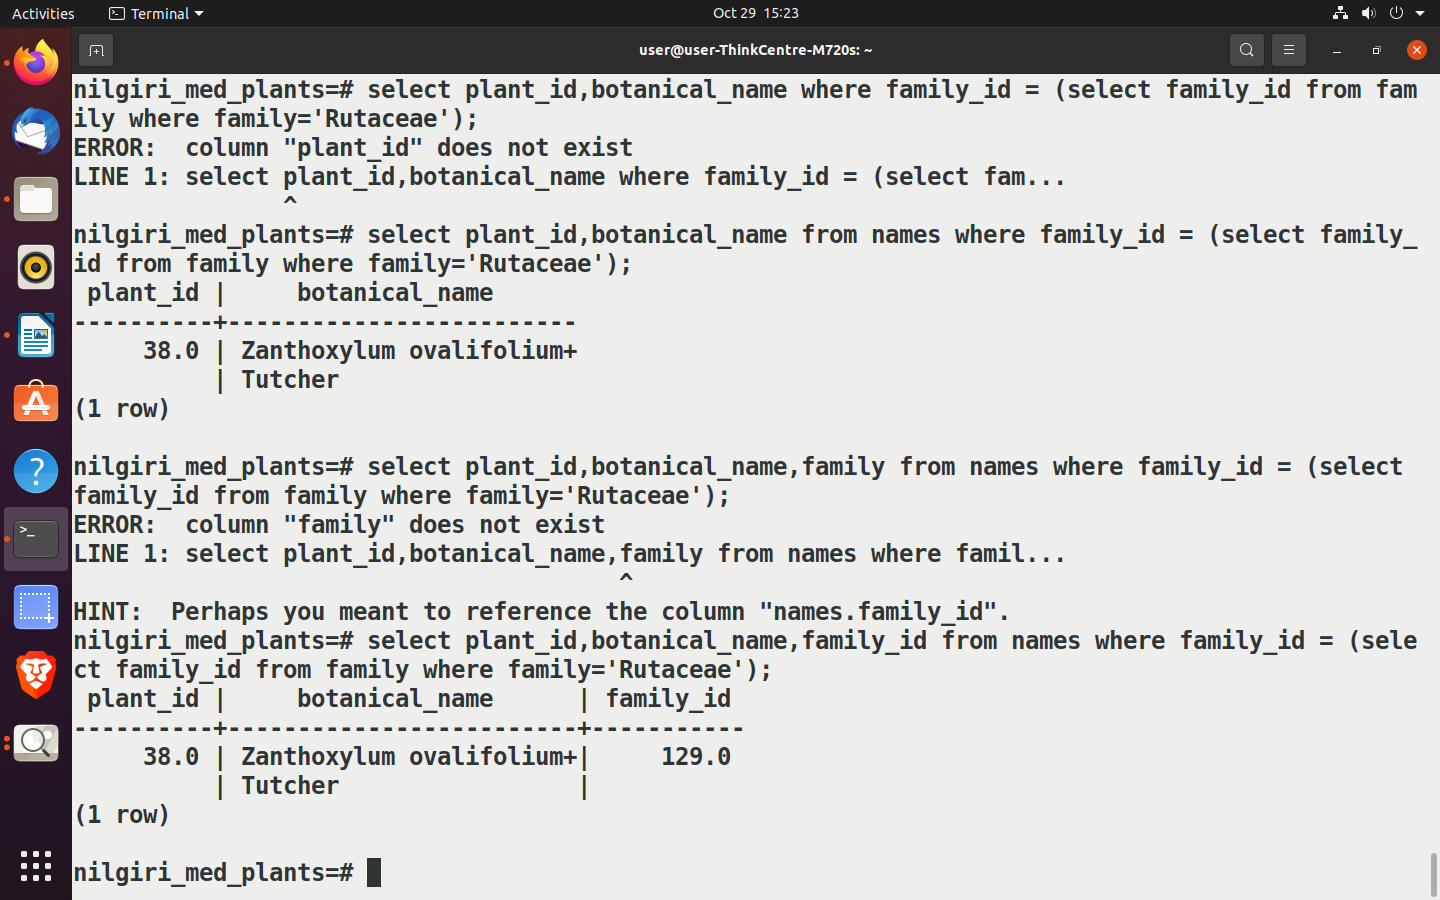 Activities Terminal Oct 29 15:23
user@user-ThinkCentre-M720s: ~
nilgiri_med_plants=# select plant_id,botanical_name where family_id = (select family_id from fam
ily where family='Rutaceae');
ERROR:  column "plant_id" does not exist
LINE 1: select plant_id,botanical_name where family_id = (select fam...
               ^
nilgiri_med_plants=# select plant_id,botanical_name from names where family_id = (select family_
id from family where family='Rutaceae');
 plant_id |     botanical_name
----------+-------------------------
     38.0 | Zanthoxylum ovalifolium+
          | Tutcher
(1 row)
nilgiri_med_plants=# select plant_id,botanical_name,family from names where family_id = (select
family_id from family where family='Rutaceae');
ERROR:  column "family" does not exist
LINE 1: select plant_id,botanical_name,family from names where famil...
                                       ^
HINT:  Perhaps you meant to reference the column "names.family_id".
nilgiri_med_plants=# select plant_id,botanical_name,family_id from names where family_id = (sele
ct family_id from family where family='Rutaceae');
 plant_id |     botanical_name      | family_id
----------+-------------------------+-----------
     38.0 | Zanthoxylum ovalifolium+|     129.0
          | Tutcher                 |
(1 row)
nilgiri_med_plants=#